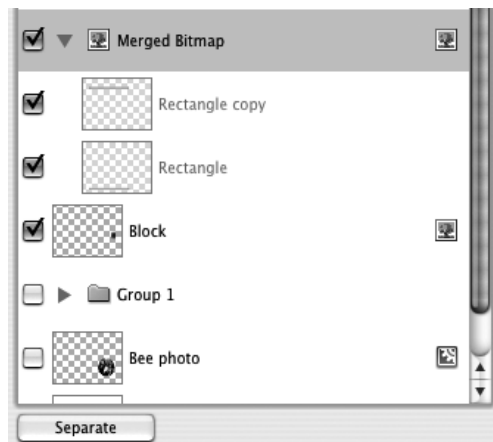 Merged Bitmap
Rectangle copy
Rectangle
Block
Group 1
Bee photo
Separate